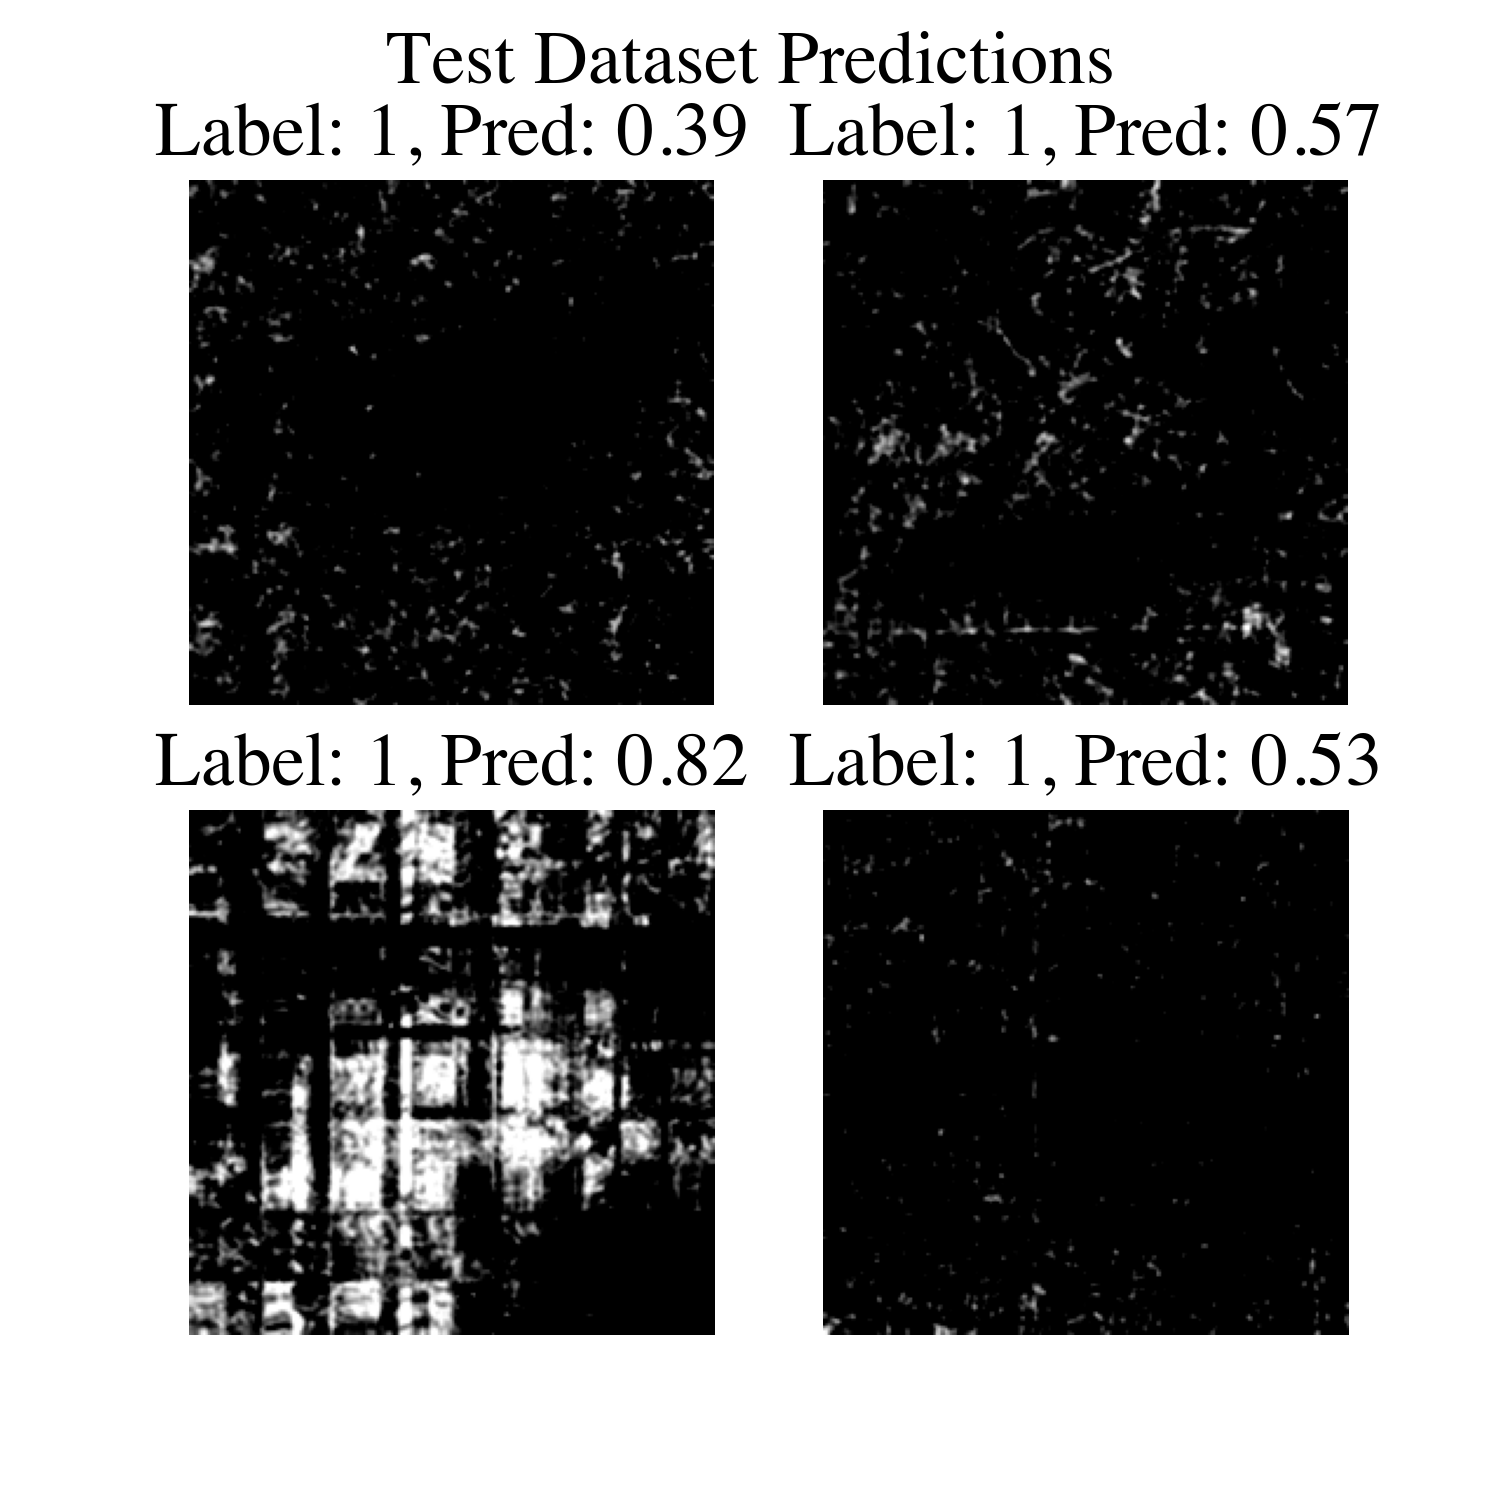 Test Dataset Predictions
Label: 1, Pred: 0.39
Label: 1, Pred: 0.57
Label: 1, Pred: 0.82
Label: 1, Pred: 0.53